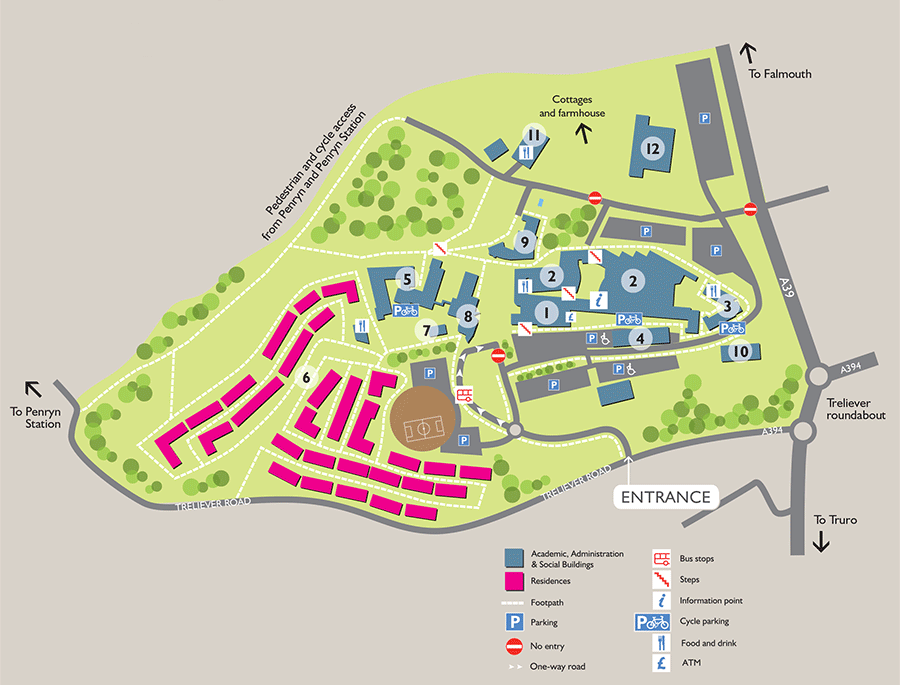 To Falmouth
Cottages
and farmhouse
Pedestrian and cycle access
from Penryn and Penryn Station
11
12
P
9
P
P
5
2
2
i
1
£
3
P
7
8
P
4
P
10
P
P
6
P
A39
A394
To Penryn
Station
Treliever
roundabout
P
A394
TRELIEVER ROAD
TRELIEVER ROAD
ENTRANCE
To Truro
Academic, Administration
& Social Buildings
Residences
Footpath
P Parking
No entry
One-way road
Bus stops
Steps
i Information point
P Cycle parking
Food and drink
£ ATM